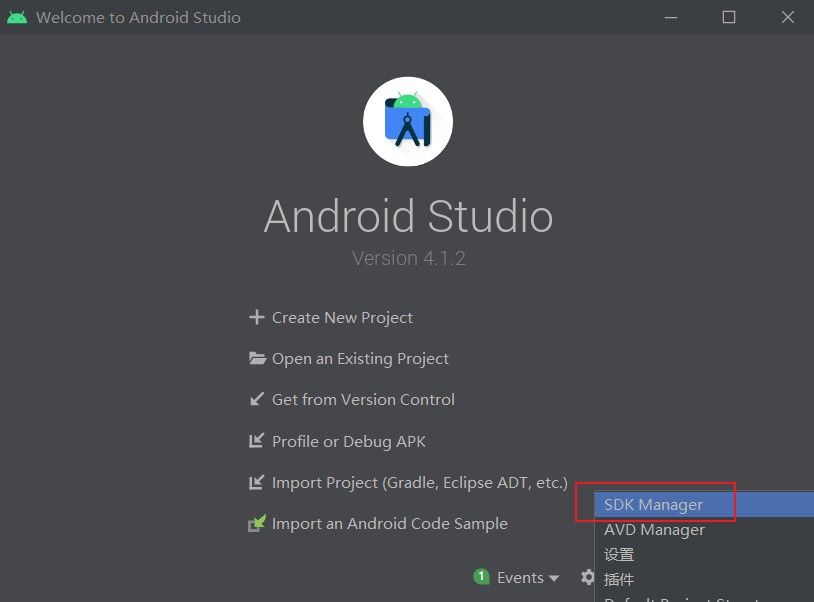 Welcome to Android Studio
Android Studio
Version 4.1.2
Create New Project
Open an Existing Project
Get from Version Control
Profile or Debug APK
Import Project (Gradle, Eclipse ADT, etc.)
Import an Android Code Sample
SDK Manager
AVD Manager
设置
插件
Default Project
1 Events